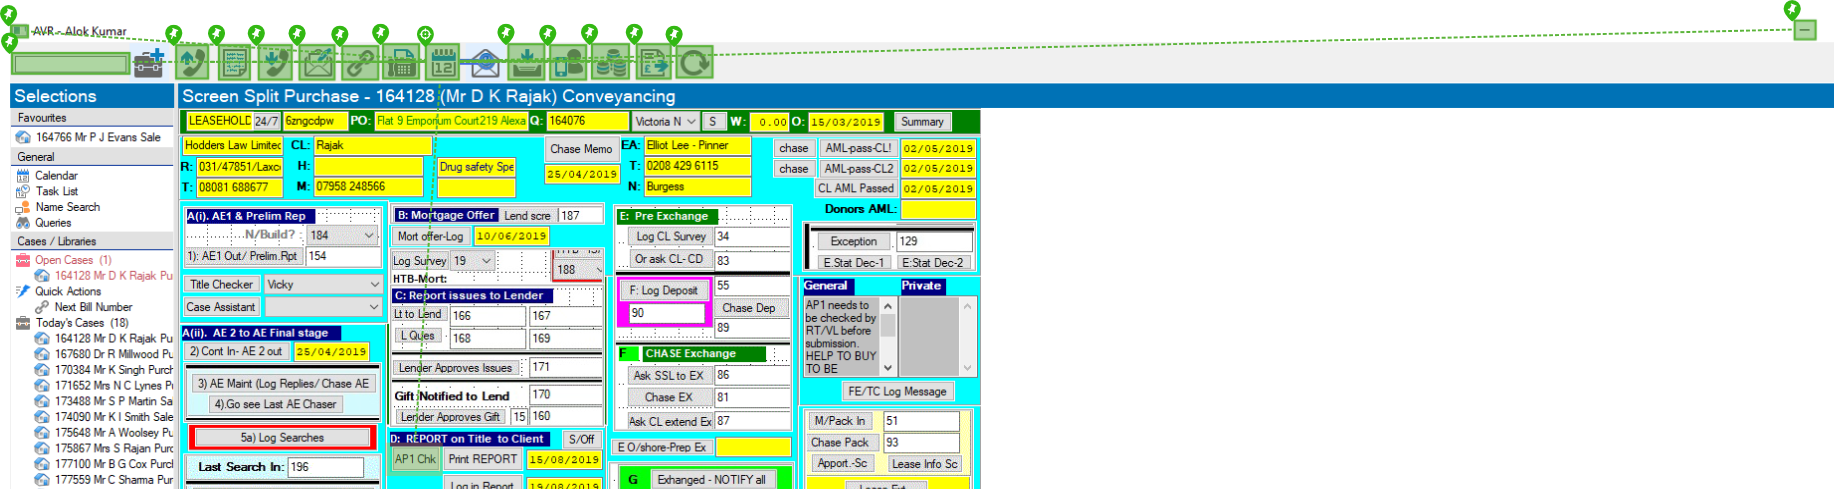 AVR - Alok Kumar
Selections
Screen Split Purchase - 164128 (Mr D K Rajak) Conveyancing
Favourites
164766 Mr P J Evans Sale
General
Calendar
Task List
Name Search
Queries
Cases / Libraries
Open Cases (1)
164128 Mr D K Rajak Pu
Quick Actions
Next Bill Number
Today's Cases (18)
164128 Mr D K Rajak Pu
167680 Dr R Millwood Pu
170384 Mr K Singh Purch
171652 Mrs N C Lynes P
173488 Mr S P Martin Sa
174090 Mr K I Smith Sale
175648 Mr A Woolsey Pu
175867 Mrs S Rajan Purc
177100 Mr B G Cox Purcl
177559 Mr C Sharma Pur
LEASEHOLD 24/7 6zngcdpw PO: Flat 9 Emporium Court219 Alexa Q: 164076 Victoria N S W: 0.00 O: 15/03/2019 Summary
Hodders Law Limitec CL: Rajak
R: 031/47851/Laxc H: Drug safety Spe
T: 08081 688677 M: 07958 248566
Chase Memo
25/04/2019
EA: Elliot Lee - Pinner
T: 0208 429 6115
N: Burgess
chase AML-pass-CL! 02/05/2019
chase AML-pass-CL2 02/05/2019
CL AML Passed 02/05/2019
Donors AML:
A(i). AE1 & Prelim Rep
N/Build? : 184
1): AE1 Out/ Prelim.Rpt 154
Title Checker Vicky
Case Assistant
A(ii). AE 2 to AE Final stage
2) Cont In- AE 2 out 25/04/2019
3) AE Maint (Log Replies/ Chase AE
4).Go see Last AE Chaser
5a) Log Searches
Last Search In: 196
B: Mortgage Offer Lend scre 187
Mort offer-Log 10/06/2019
Log Survey 19
188
HTB-Mort:
C: Report issues to Lender
Lt to Lend 166 167
L Ques 168 169
Lender Approves Issues 171
Gift:Notified to Lend 170
Lender Approves Gift 15 160
D: REPORT on Title to Client S/Off
AP1 Chk Print REPORT 15/08/2019
Log in Report 19/08/2019
E: Pre Exchange
Log CL Survey 34
Or ask CL- CD 83
F: Log Deposit 55
90 Chase Dep
89
F CHASE Exchange
Ask SSL to EX 86
Chase EX 81
Ask CL extend Ex 87
E O/shore-Prep Ex
G Exhanged - NOTIFY all
Exception 129
E.Stat Dec-1 E:Stat Dec-2
General Private
AP1 needs to
be checked by
RT/VL before
submission.
HELP TO BUY
TO BE
FE/TC Log Message
M/Pack In 51
Chase Pack 93
Apport.-Sc Lease Info Sc